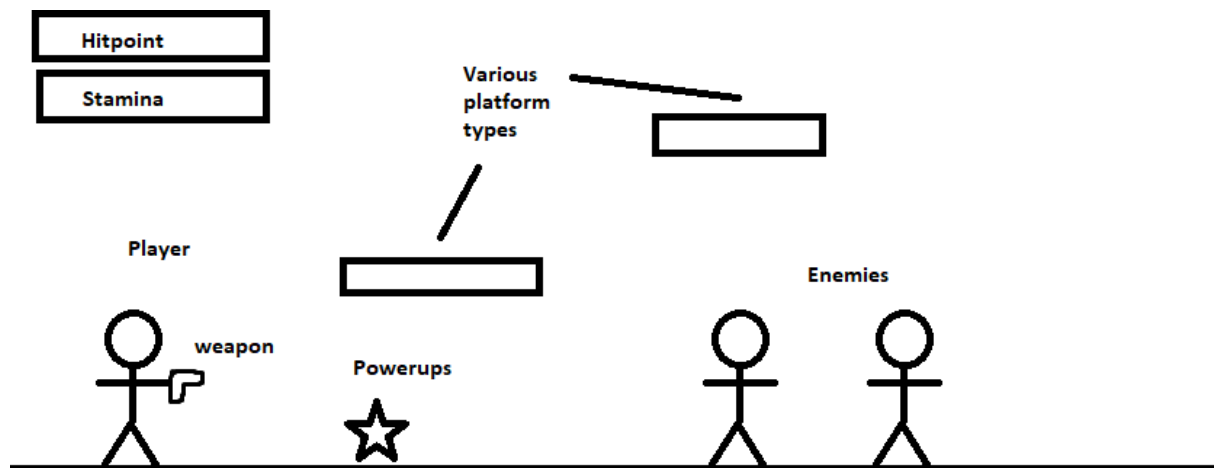 Hitpoint
Stamina
Various
platform
types
Player
Enemies
weapon
Powerups